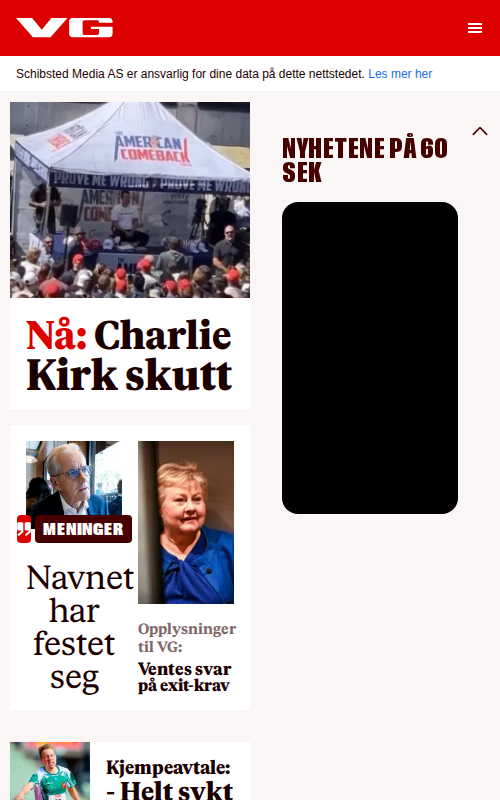 VG
Schibsted Media AS er ansvarlig for dine data på dette nettstedet. Les mer her
THE
AMERICAN
COMEBACK
PROVE ME WRONG
PROVE ME WRON
Nå: Charlie
Kirk skutt
MENINGER
Navnet
har
festet
seg
Opplysninger
til VG:
Ventes svar
på exit-krav
Kjempeavtale:
- Helt sykt
NYHETENE PÅ 60
SEK